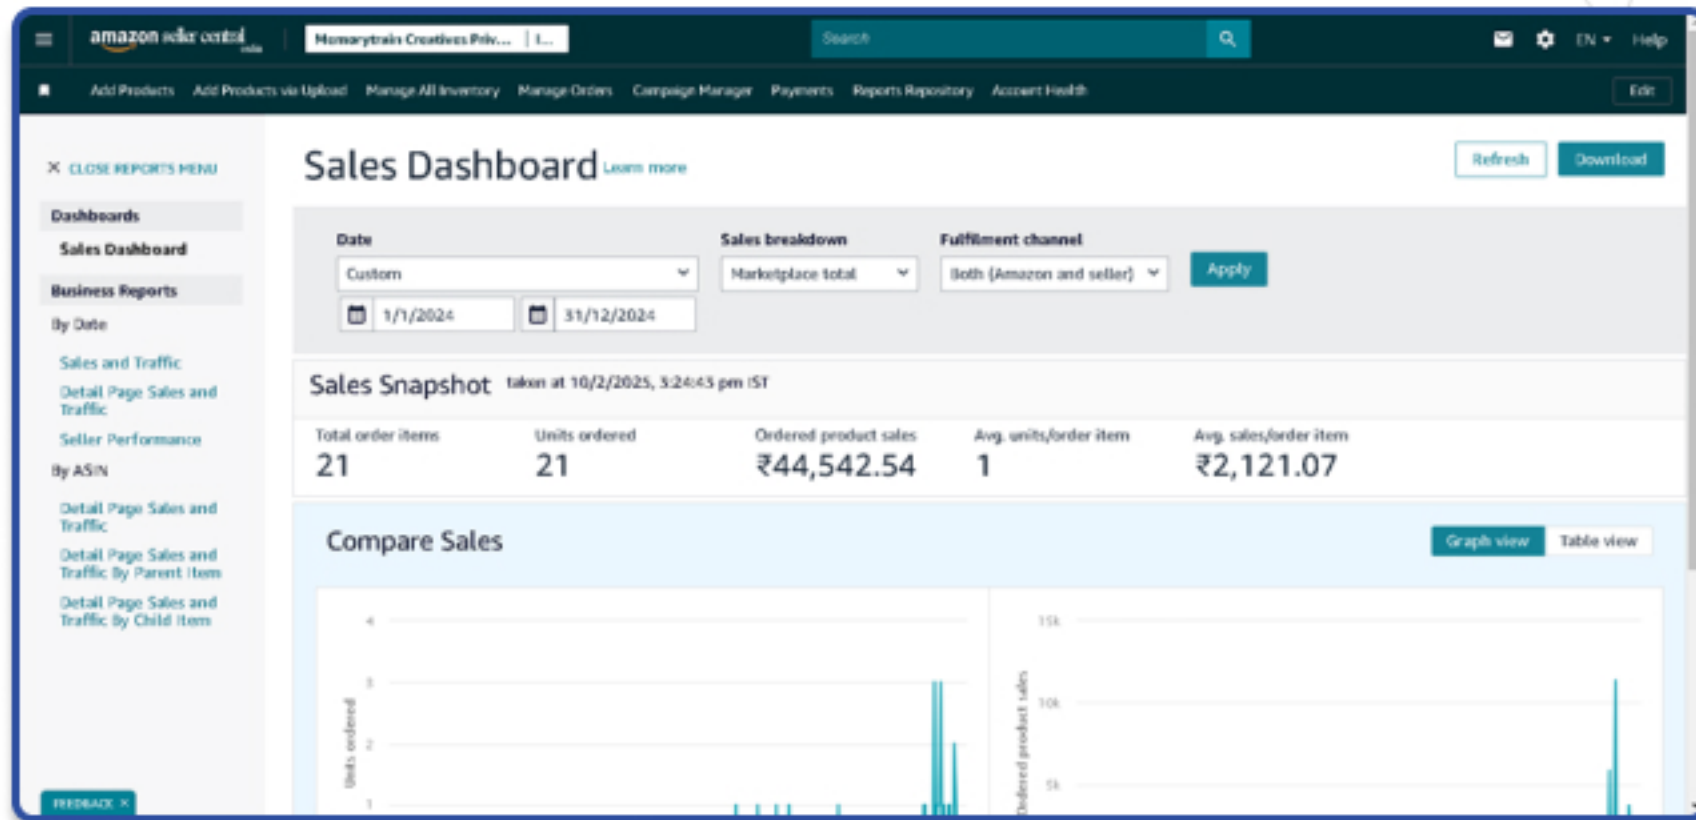 amazon seller central
india
Memorytrain Creatives Priv... | I...
Search
EN
Help
Add Products
Add Products via Upload
Manage All Inventory
Manage Orders
Campaign Manager
Payments
Reports Repository
Account Health
Edit
CLOSE REPORTS MENU
Dashboards
Sales Dashboard
Business Reports
By Date
Sales and Traffic
Detail Page Sales and
Traffic
Seller Performance
By ASIN
Detail Page Sales and
Traffic
Detail Page Sales and
Traffic By Parent Item
Detail Page Sales and
Traffic By Child Item
FEEDBACK ×
Sales Dashboard Learn more
Refresh
Download
Date
Sales breakdown
Fulfilment channel
Custom
Marketplace total
Both (Amazon and seller)
Apply
1/1/2024
31/12/2024
Sales Snapshot taken at 10/2/2025, 3:24:43 pm IST
Total order items
Units ordered
Ordered product sales
Avg. units/order item
Avg. sales/order item
21
21
₹44,542.54
1
₹2,121.07
Compare Sales
Graph view
Table view
4
3
2
1
Units ordered
15k
10k
5k
Ordered product sales